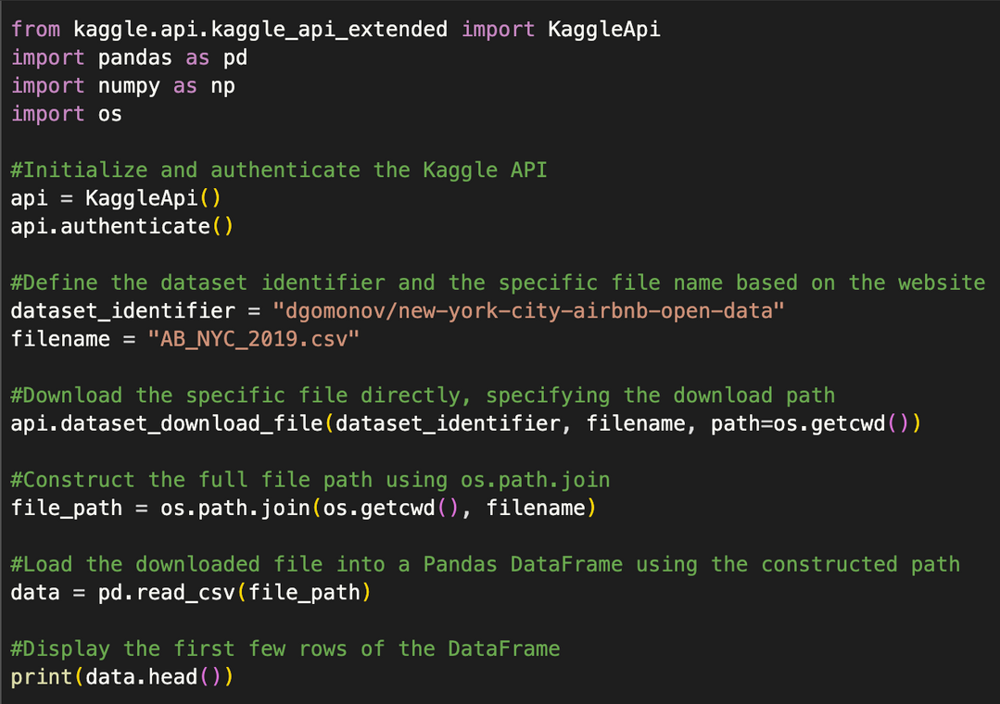 from kaggle.api.kaggle_api_extended import KaggleApi
import pandas as pd
import numpy as np
import os

#Initialize and authenticate the Kaggle API
api = KaggleApi()
api.authenticate()

#Define the dataset identifier and the specific file name based on the website
dataset_identifier = "dgomonov/new-york-city-airbnb-open-data"
filename = "AB_NYC_2019.csv"

#Download the specific file directly, specifying the download path
api.dataset_download_file(dataset_identifier, filename, path=os.getcwd())

#Construct the full file path using os.path.join
file_path = os.path.join(os.getcwd(), filename)

#Load the downloaded file into a Pandas DataFrame using the constructed path
data = pd.read_csv(file_path)

#Display the first few rows of the DataFrame
print(data.head())